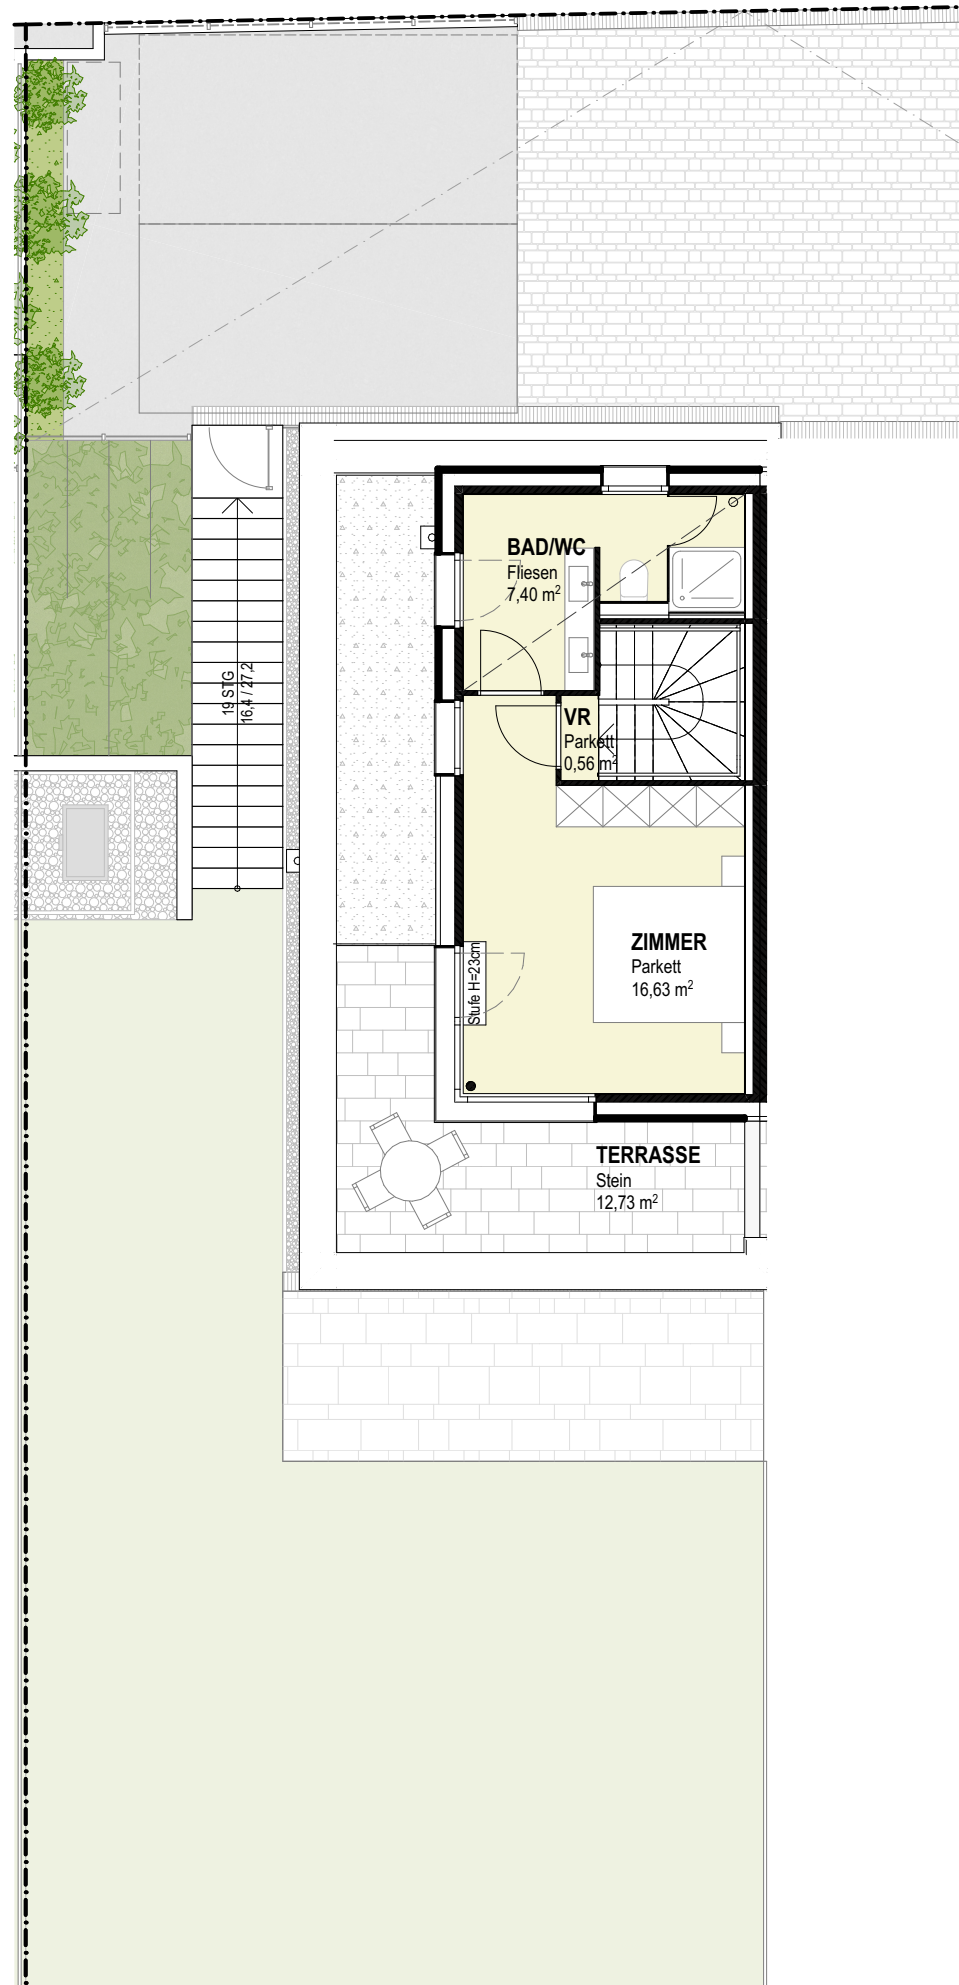 BAD/WC
Fliesen
7,40 m²
19 STG
16,4 / 27,2
VR
Parkett
0,56 m²
ZIMMER
Parkett
16,63 m²
Stufe H=23cm
TERRASSE
Stein
12,73 m²